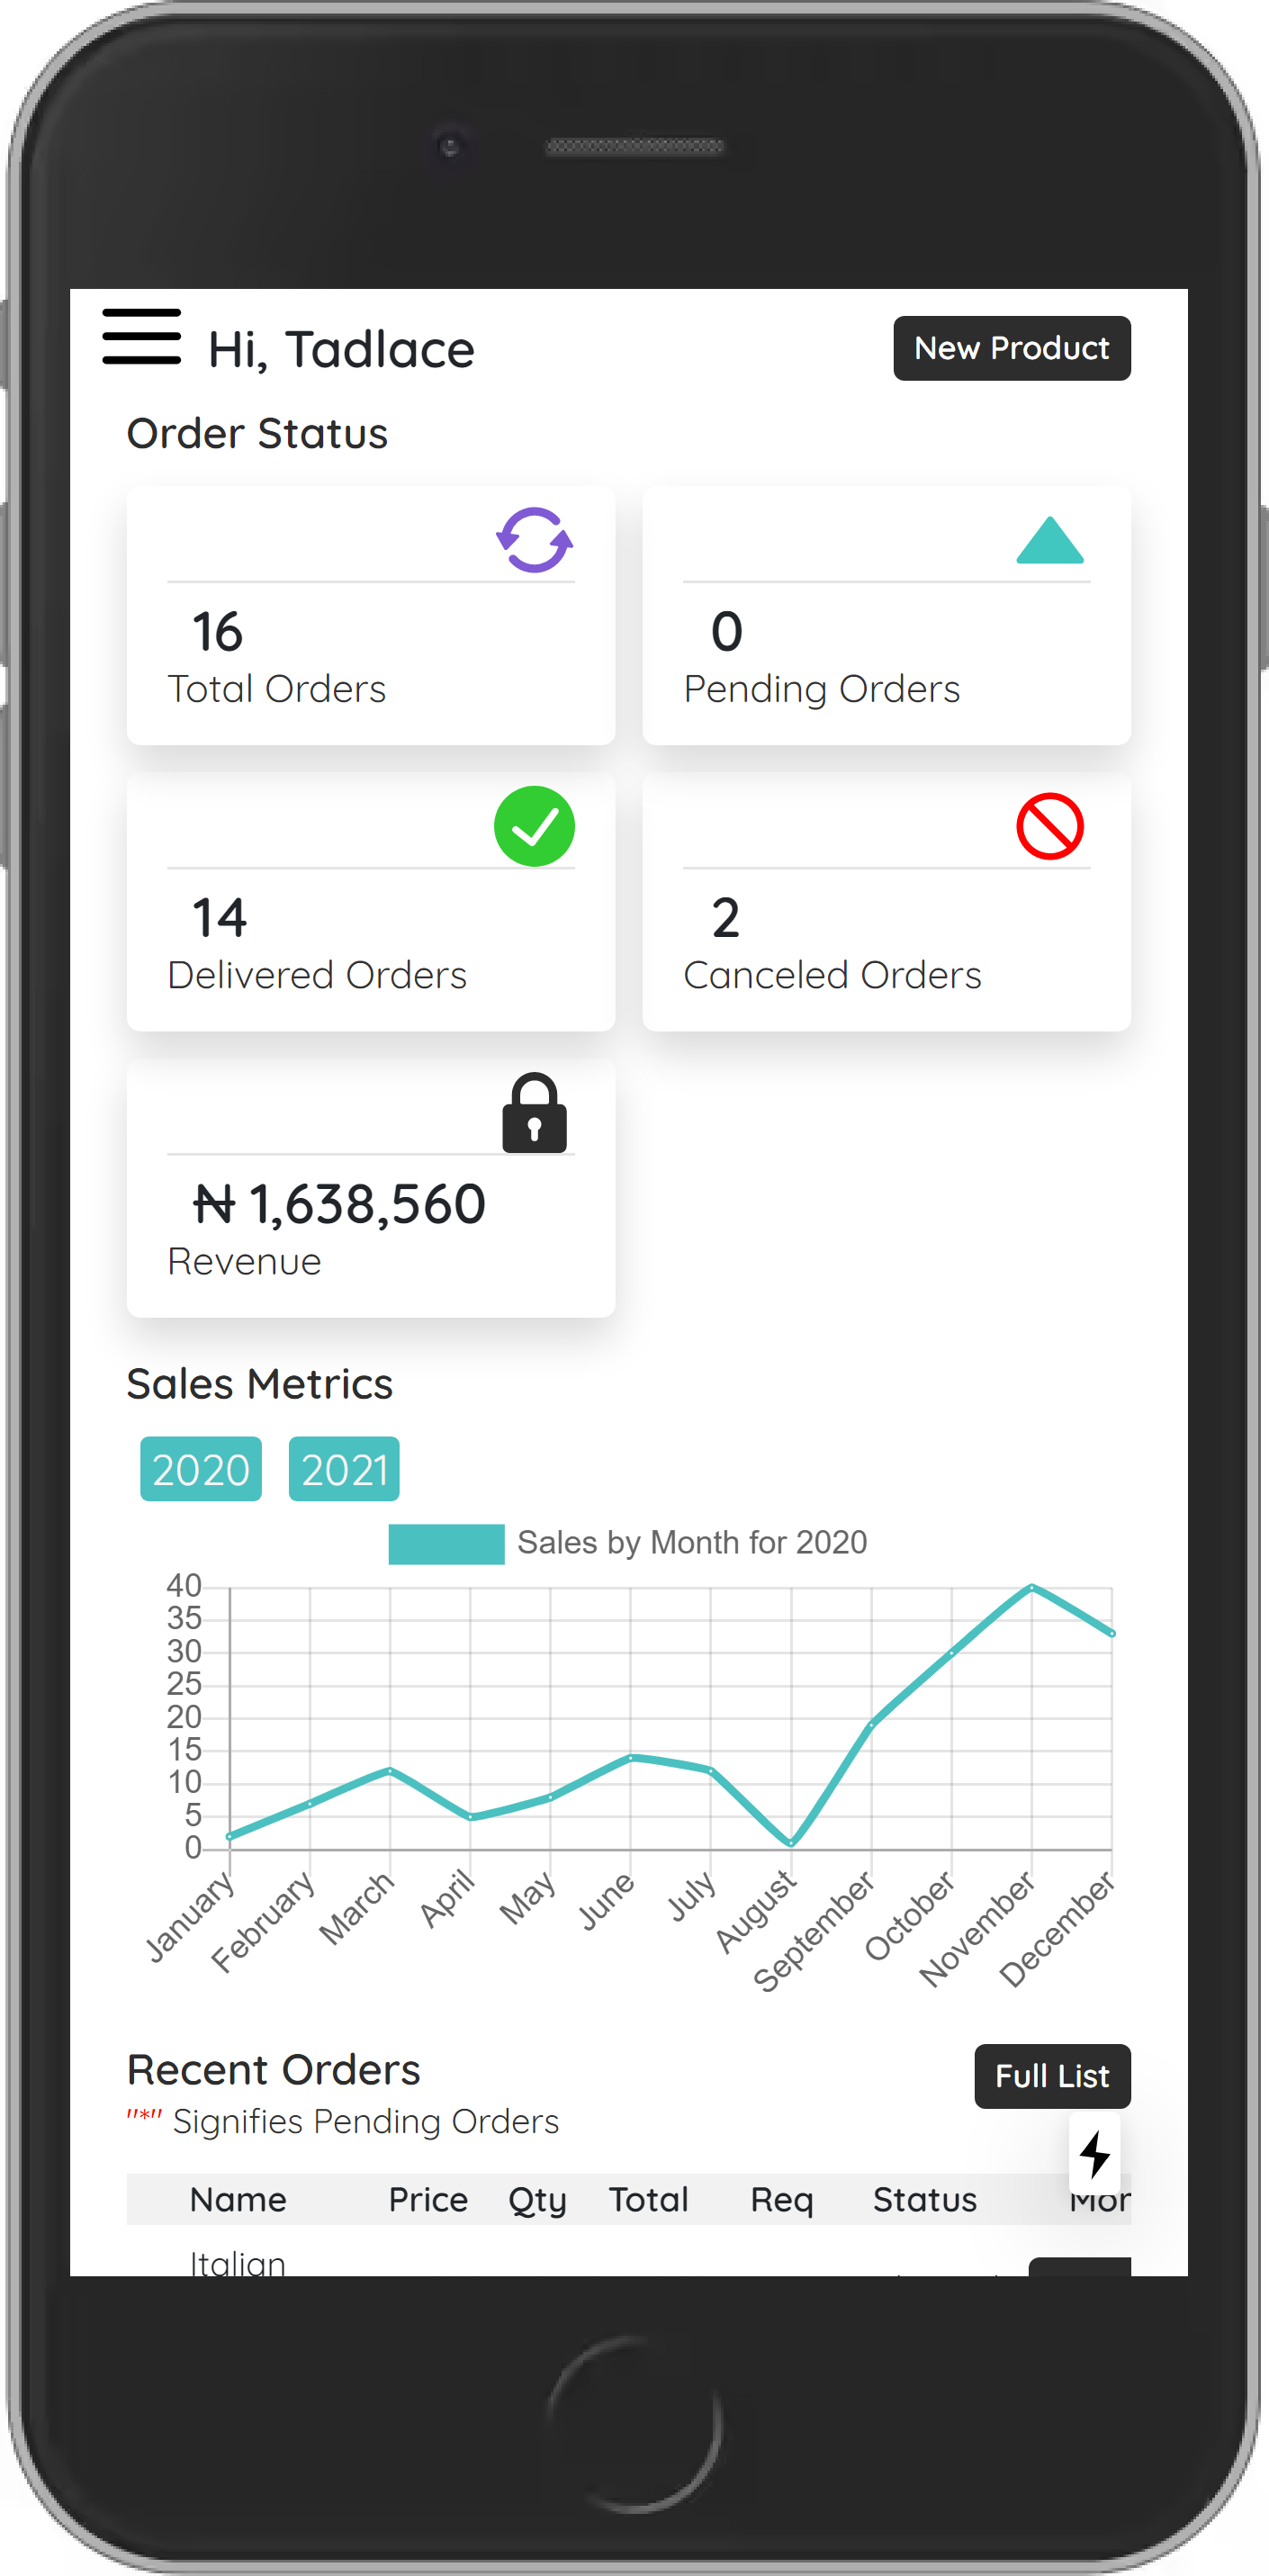 Hi, Tadlace
New Product
Order Status
16
Total Orders
0
Pending Orders
14
Delivered Orders
2
Canceled Orders
₦ 1,638,560
Revenue
Sales Metrics
2020 2021
Sales by Month for 2020
40
35
30
25
20
15
10
5
0
January February March April May June July August September October November December
Recent Orders
Full List
"*" Signifies Pending Orders
Name Price Qty Total Req Status Mor
Italian